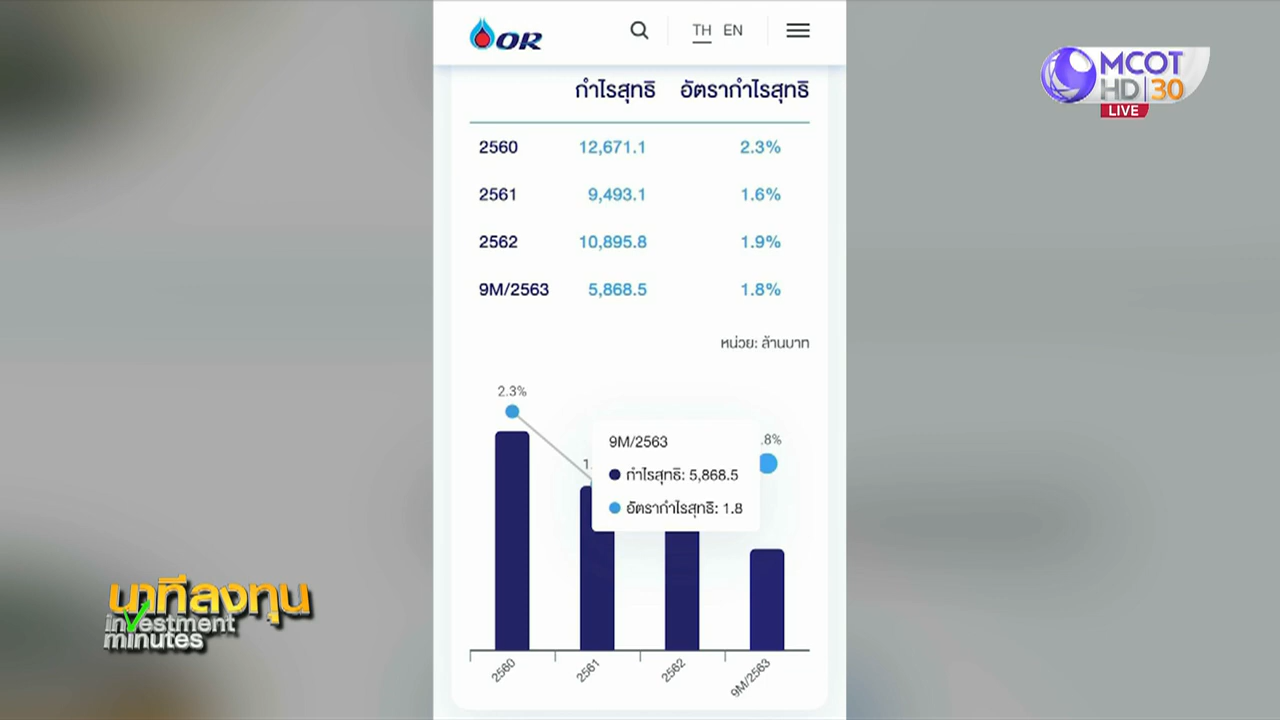 OR
TH EN
MCOT
HD 30
LIVE
กำไรสุทธิ อัตรากำไรสุทธิ
2560 12,671.1 2.3%
2561 9,493.1 1.6%
2562 10,895.8 1.9%
9M/2563 5,868.5 1.8%
หน่วย: ล้านบาท
2.3%
1.
.8%
9M/2563
กำไรสุทธิ: 5,868.5
อัตรากำไรสุทธิ: 1.8
2560
2561
2562
9M/2563
นาทีลงทุน
investment
minutes